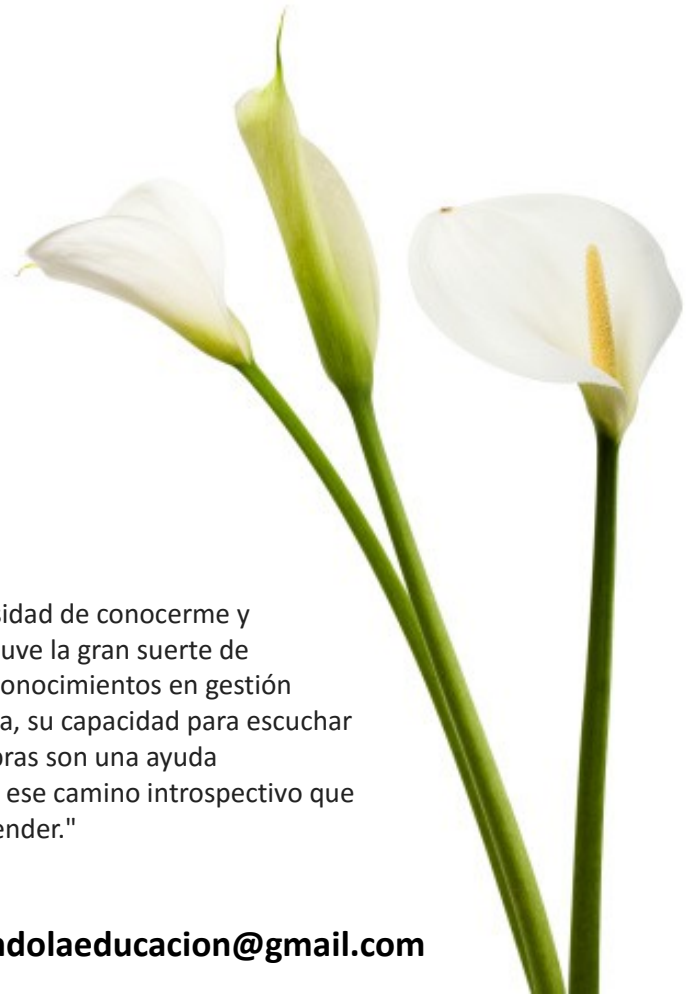 sidad de conocerme y
uve la gran suerte de
onocimientos en gestión
a, su capacidad para escuchar
bras son una ayuda
ese camino introspectivo que
ender."
ndolaeducacion@gmail.com